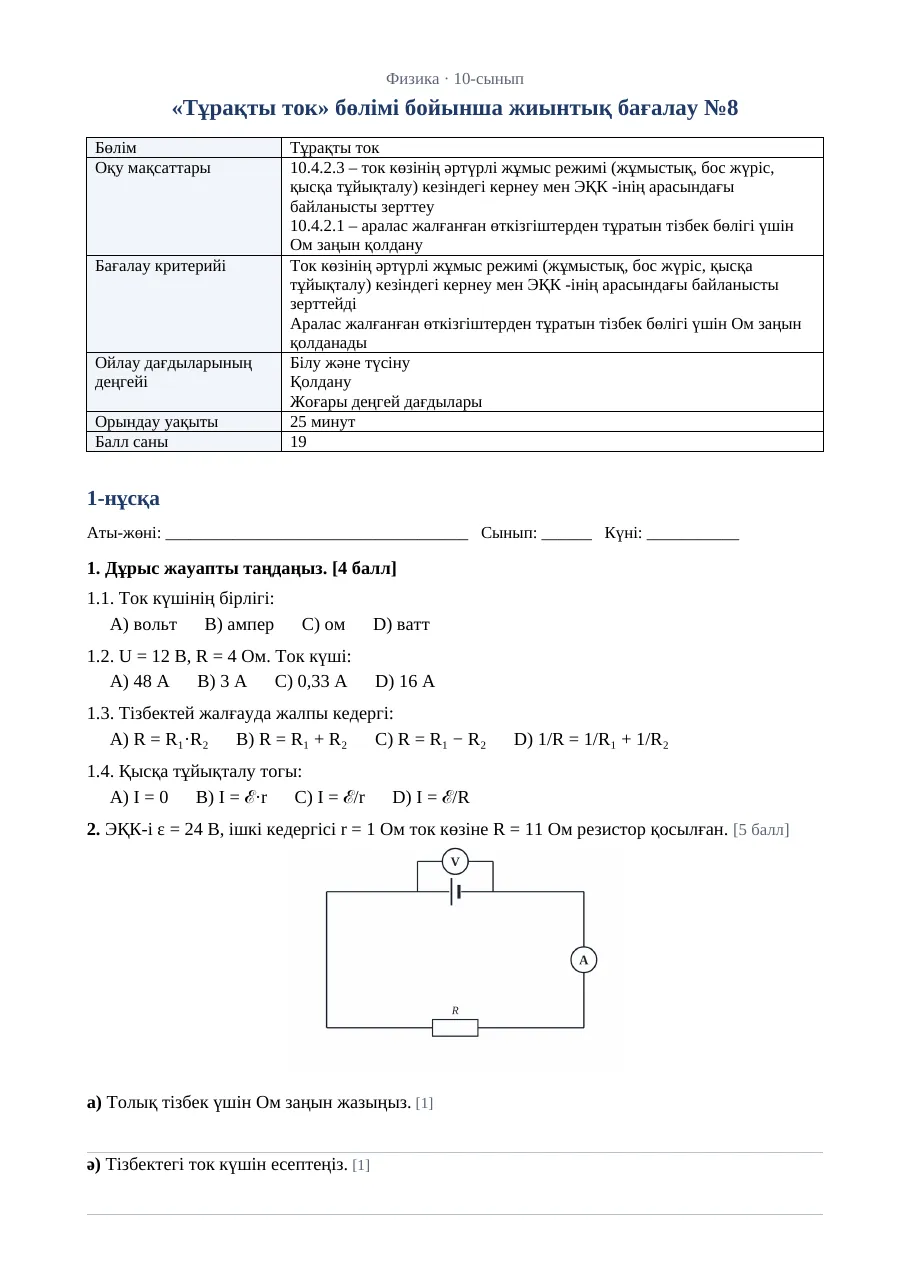 Физика · 10-сынып
«Тұрақты ток» бөлімі бойынша жиынтық бағалау №8
Бөлім
Тұрақты ток
Оқу мақсаттары
10.4.2.3 – ток көзінің әртүрлі жұмыс режимі (жұмыстық, бос жүріс,
қысқа тұйықталу) кезіндегі кернеу мен ЭҚК -інің арасындағы
байланысты зерттеу
10.4.2.1 – аралас жалғанған өткізгіштерден тұратын тізбек бөлігі үшін
Ом заңын қолдану
Бағалау критерийі
Ток көзінің әртүрлі жұмыс режимі (жұмыстық, бос жүріс, қысқа
тұйықталу) кезіндегі кернеу мен ЭҚК -інің арасындағы байланысты
зерттейді
Аралас жалғанған өткізгіштерден тұратын тізбек бөлігі үшін Ом заңын
қолданады
Ойлау дағдыларының
деңгейі
Білу және түсіну
Қолдану
Жоғары деңгей дағдылары
Орындау уақыты
25 минут
Балл саны
19
1-нұсқа
Аты-жөні: ____________________________________ Сынып: ______ Күні: ___________
1. Дұрыс жауапты таңдаңыз. [4 балл]
1.1. Ток күшінің бірлігі:
A) вольт B) ампер C) ом D) ватт
1.2. U = 12 В, R = 4 Ом. Ток күші:
A) 48 А B) 3 А C) 0,33 А D) 16 А
1.3. Тізбектей жалғауда жалпы кедергі:
A) R = R₁·R₂ B) R = R₁ + R₂ C) R = R₁ − R₂ D) 1/R = 1/R₁ + 1/R₂
1.4. Қысқа тұйықталу тогы:
A) I = 0 B) I = ℰ·r C) I = ℰ/r D) I = ℰ/R
2. ЭҚК-і ε = 24 В, ішкі кедергісі r = 1 Ом ток көзіне R = 11 Ом резистор қосылған. [5 балл]
V
A
R
а) Толық тізбек үшін Ом заңын жазыңыз. [1]
ә) Тізбектегі ток күшін есептеңіз. [1]